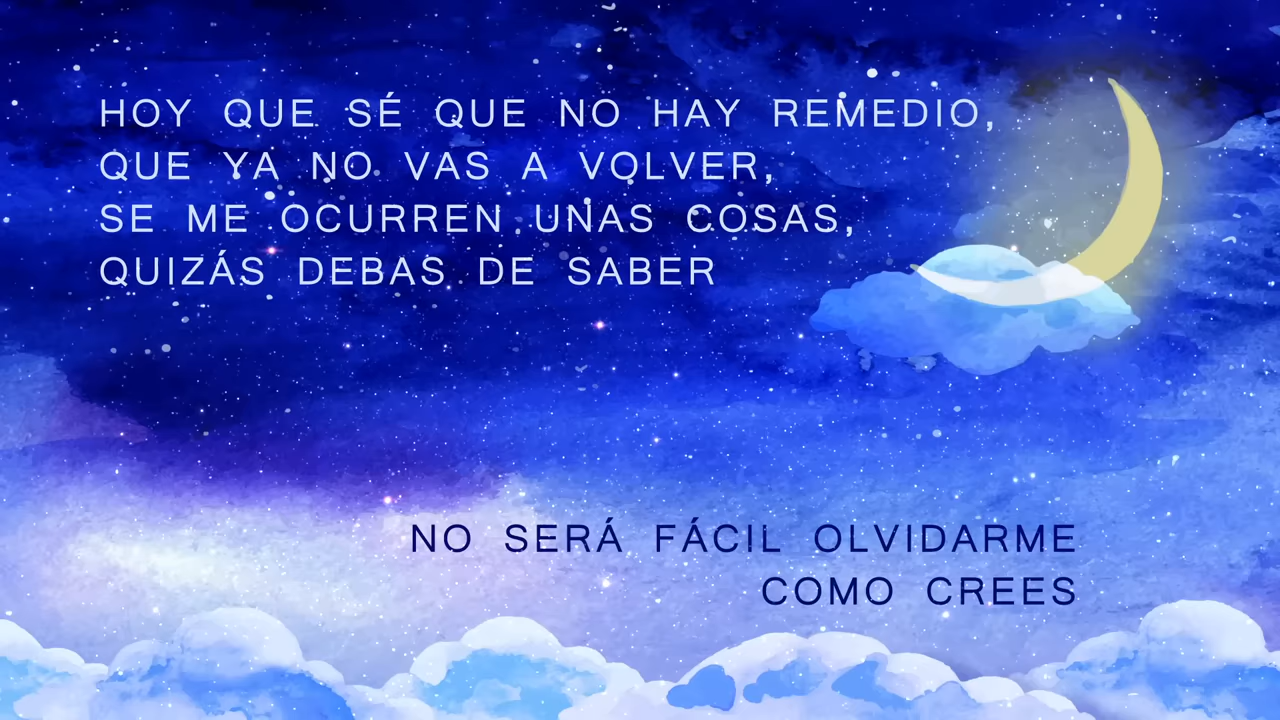 HOY QUE SÉ QUE NO HAY REMEDIO,
QUE YA NO VAS A VOLVER,
SE ME OCURREN UNAS COSAS,
QUIZÁS DEBAS DE SABER
NO SERÁ FÁCIL OLVIDARME
COMO CREES